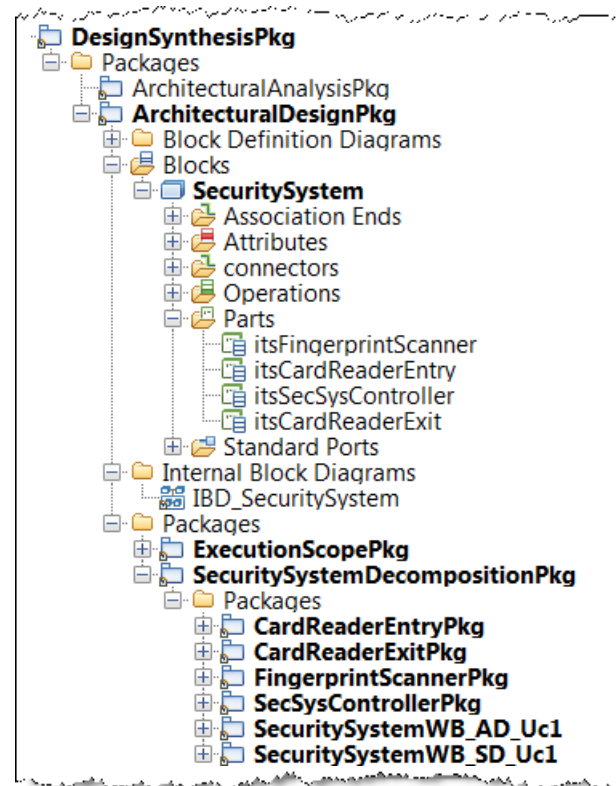 DesignSynthesisPkg
Packages
ArchitecturalAnalysisPkg
ArchitecturalDesignPkg
Block Definition Diagrams
Blocks
SecuritySystem
Association Ends
Attributes
connectors
Operations
Parts
itsFingerprintScanner
itsCardReaderEntry
itsSecSysController
itsCardReaderExit
Standard Ports
Internal Block Diagrams
IBD_SecuritySystem
Packages
ExecutionScopePkg
SecuritySystemDecompositionPkg
Packages
CardReaderEntryPkg
CardReaderExitPkg
FingerprintScannerPkg
SecSysControllerPkg
SecuritySystemWB_AD_Uc1
SecuritySystemWB_SD_Uc1